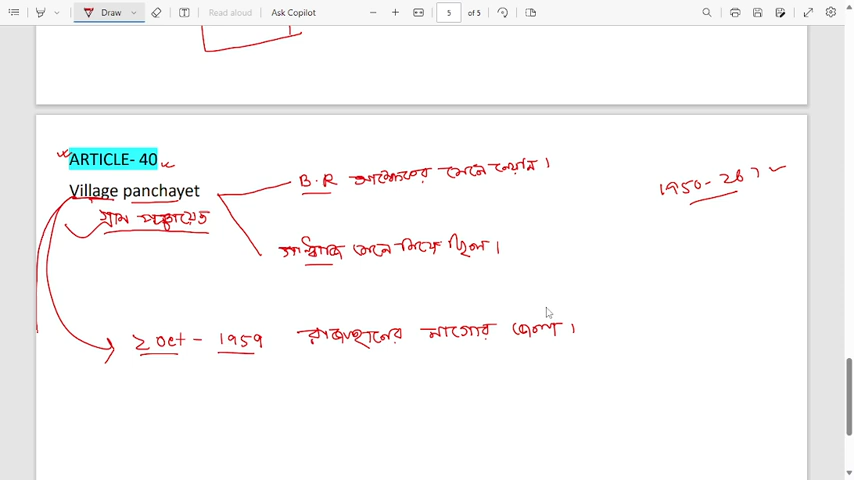 Draw
Read aloud
Ask Copilot
5
of 5
ARTICLE- 40
Village panchayet
গ্রাম পঞ্চায়েত
B.R আম্বেদকর মেনে নেয়নি।
গান্ধীজি মেনে নিয়ে ছিল।
1950-
2 Oct - 1959 রাজস্থানের নাগোর জেলা।